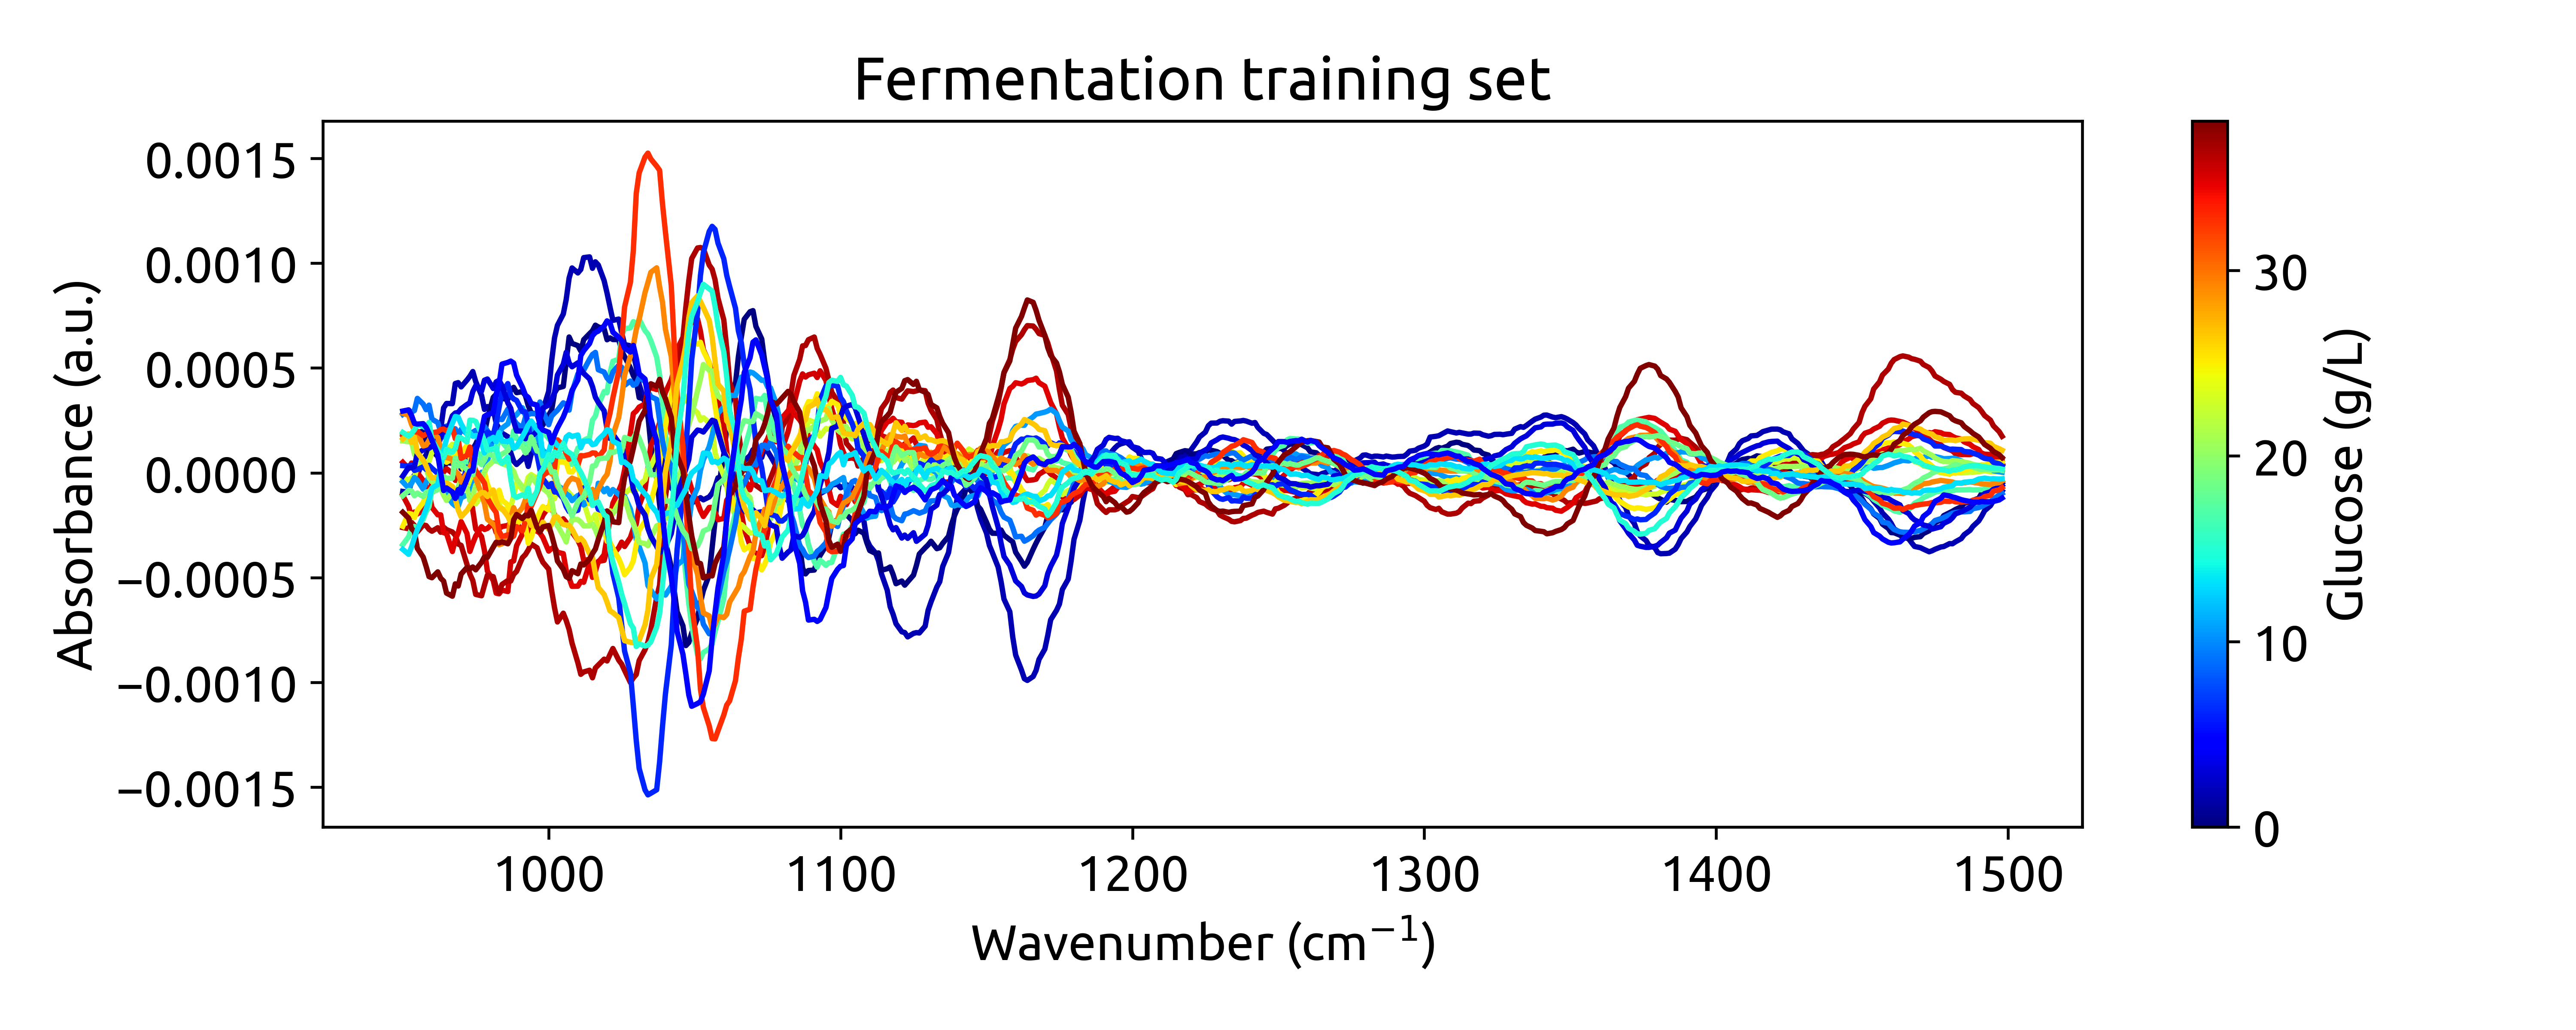 Fermentation training set
Absorbance (a.u.)
0.0015
0.0010
0.0005
0.0000
−0.0005
−0.0010
−0.0015
1000 1100 1200 1300 1400 1500
Wavenumber (cm⁻¹)
30
20
10
0
Glucose (g/L)